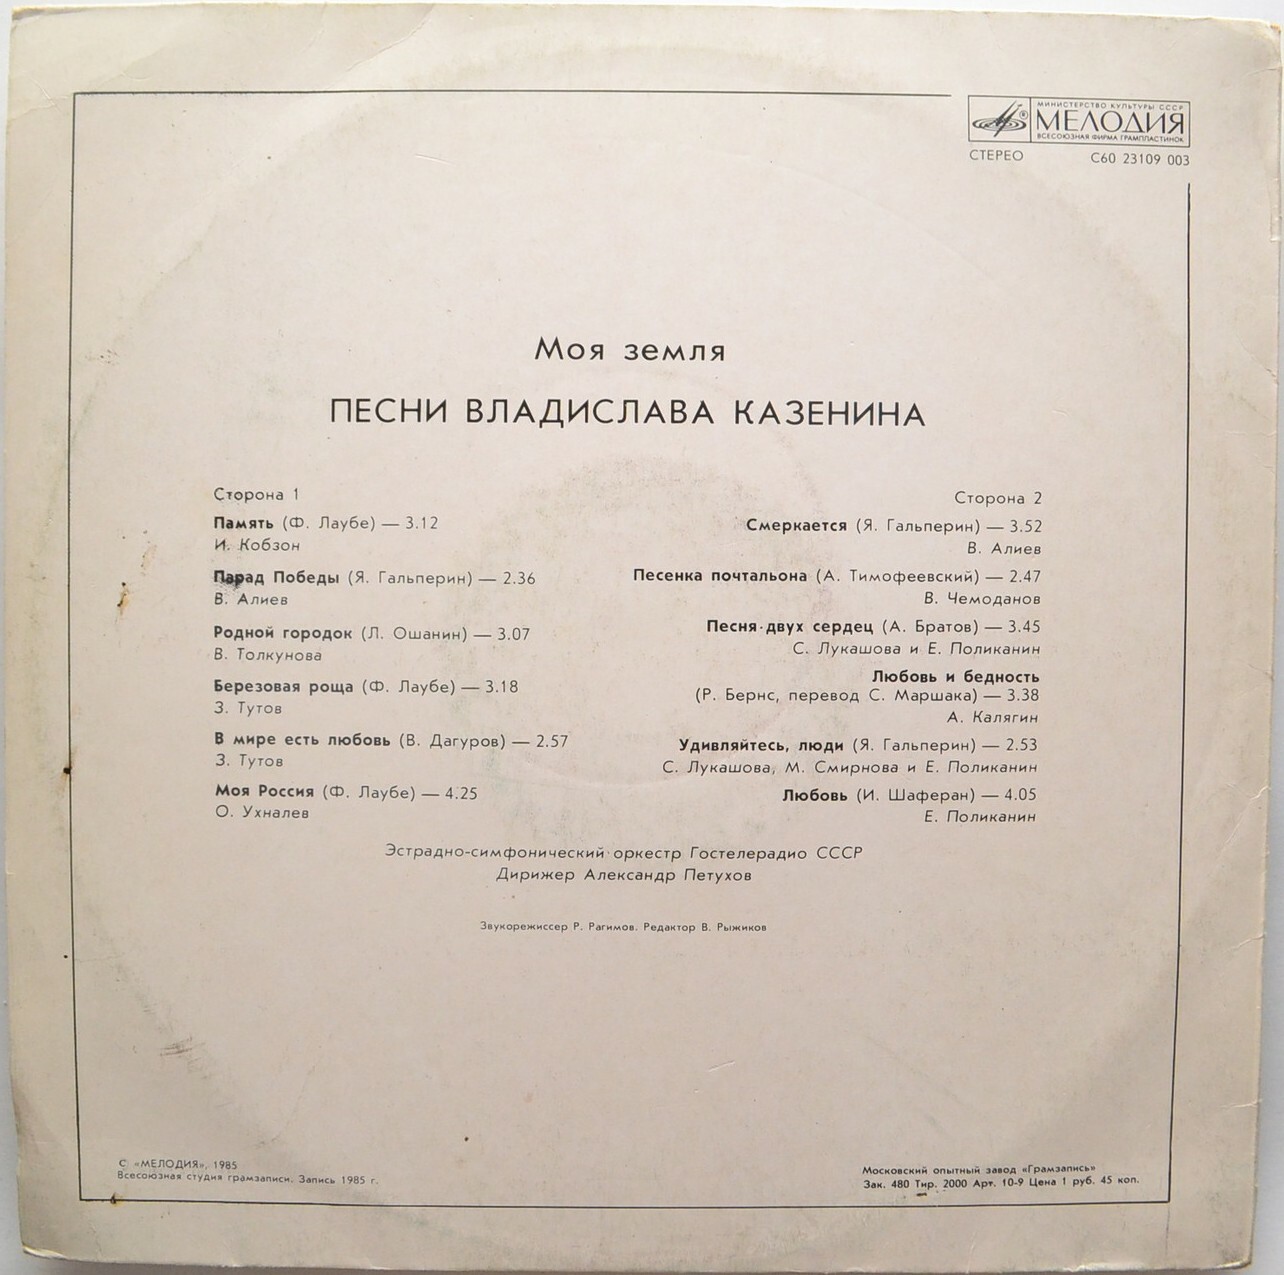 МИНИСТЕРСТВО КУЛЬТУРЫ СССР
МЕЛОДИЯ
ВСЕСОЮЗНАЯ ФИРМА ГРАМПЛАСТИНОК
СТЕРЕО С60 23109 003
Моя земля
ПЕСНИ ВЛАДИСЛАВА КАЗЕНИНА
Сторона 1
Память (Ф. Лаубе) — 3.12
И. Кобзон
Парад Победы (Я. Гальперин) — 2.36
В. Алиев
Родной городок (Л. Ошанин) — 3.07
В. Толкунова
Березовая роща (Ф. Лаубе) — 3.18
З. Тутов
В мире есть любовь (В. Дагуров) — 2.57
З. Тутов
Моя Россия (Ф. Лаубе) — 4.25
О. Ухналев
Сторона 2
Смеркается (Я. Гальперин) — 3.52
В. Алиев
Песенка почтальона (А. Тимофеевский) — 2.47
В. Чемоданов
Песня двух сердец (А. Братов) — 3.45
С. Лукашова и Е. Поликанин
Любовь и бедность
(Р. Бернс, перевод С. Маршака) — 3.38
А. Калягин
Удивляйтесь, люди (Я. Гальперин) — 2.53
С. Лукашова, М. Смирнова и Е. Поликанин
Любовь (И. Шаферан) — 4.05
Е. Поликанин
Эстрадно-симфонический оркестр Гостелерадио СССР
Дирижер Александр Петухов
Звукорежиссер Р. Рагимов. Редактор В. Рыжиков
С «МЕЛОДИЯ», 1985
Всесоюзная студия грамзаписи. Запись 1985 г.
Московский опытный завод «Грамзапись»
Зак. 480 Тир. 2000 Арт. 10-9 Цена 1 руб. 45 коп.